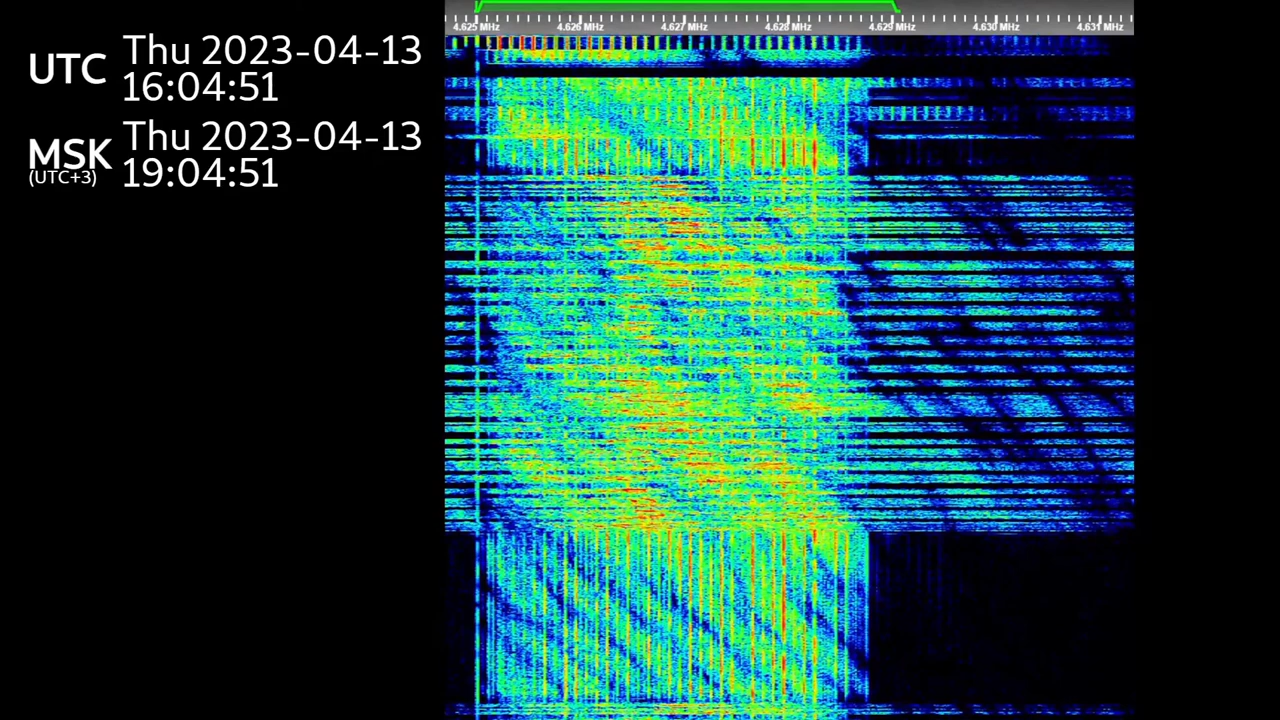 4.625 MHz 4.626 MHz 4.627 MHz 4.628 MHz 4.629 MHz 4.630 MHz 4.631 MHz
UTC Thu 2023-04-13
16:04:51
MSK Thu 2023-04-13
(UTC+3) 19:04:51